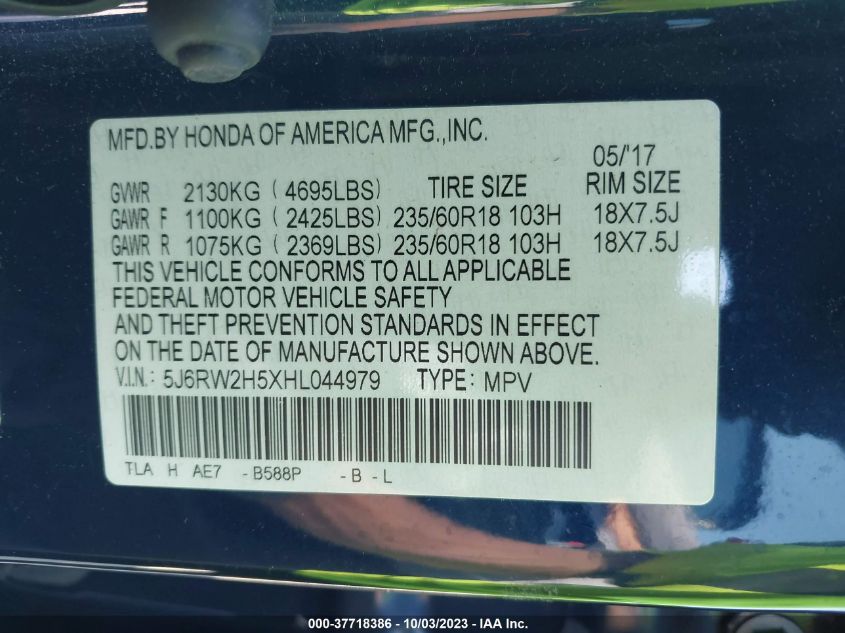 MFD.BY HONDA OF AMERICA MFG.,INC.
05/'17
GVWR 2130KG ( 4695LBS) TIRE SIZE RIM SIZE
GAWR F 1100KG ( 2425LBS) 235/60R18 103H 18X7.5J
GAWR R 1075KG ( 2369LBS) 235/60R18 103H 18X7.5J
THIS VEHICLE CONFORMS TO ALL APPLICABLE
FEDERAL MOTOR VEHICLE SAFETY
AND THEFT PREVENTION STANDARDS IN EFFECT
ON THE DATE OF MANUFACTURE SHOWN ABOVE.
V.I.N.: 5J6RW2H5XHL044979 TYPE: MPV
TLA H AE7 - B588P - B - L
000-37718386 - 10/03/2023 - IAA Inc.